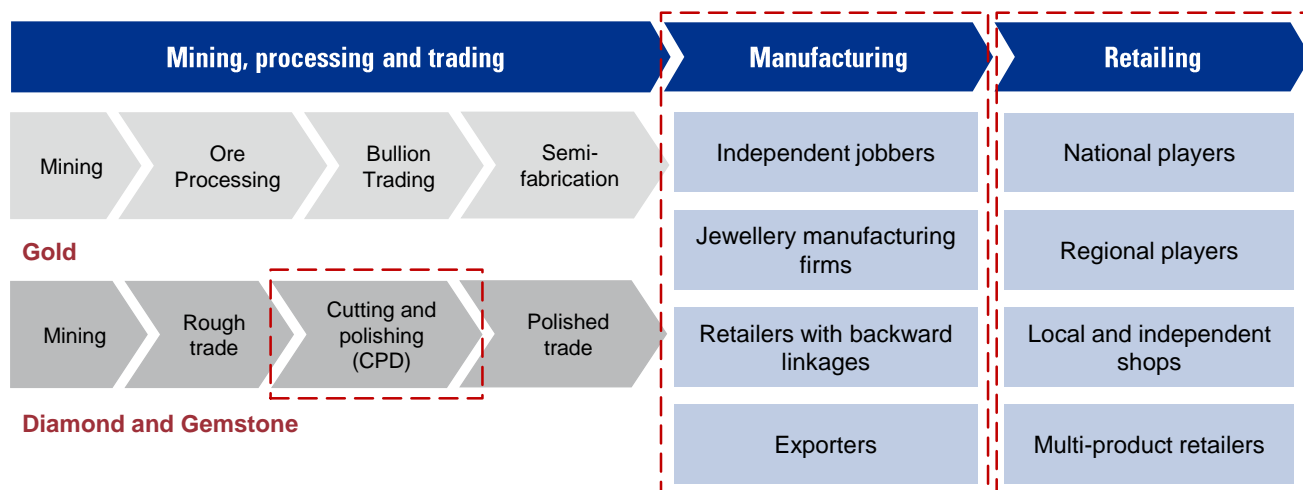 Mining, processing and trading
Manufacturing
Retailing
Mining
Ore
Processing
Bullion
Trading
Semi-
fabrication
Gold
Mining
Rough
trade
Cutting and
polishing
(CPD)
Polished
trade
Diamond and Gemstone
Independent jobbers
Jewellery manufacturing
firms
Retailers with backward
linkages
Exporters
National players
Regional players
Local and independent
shops
Multi-product retailers